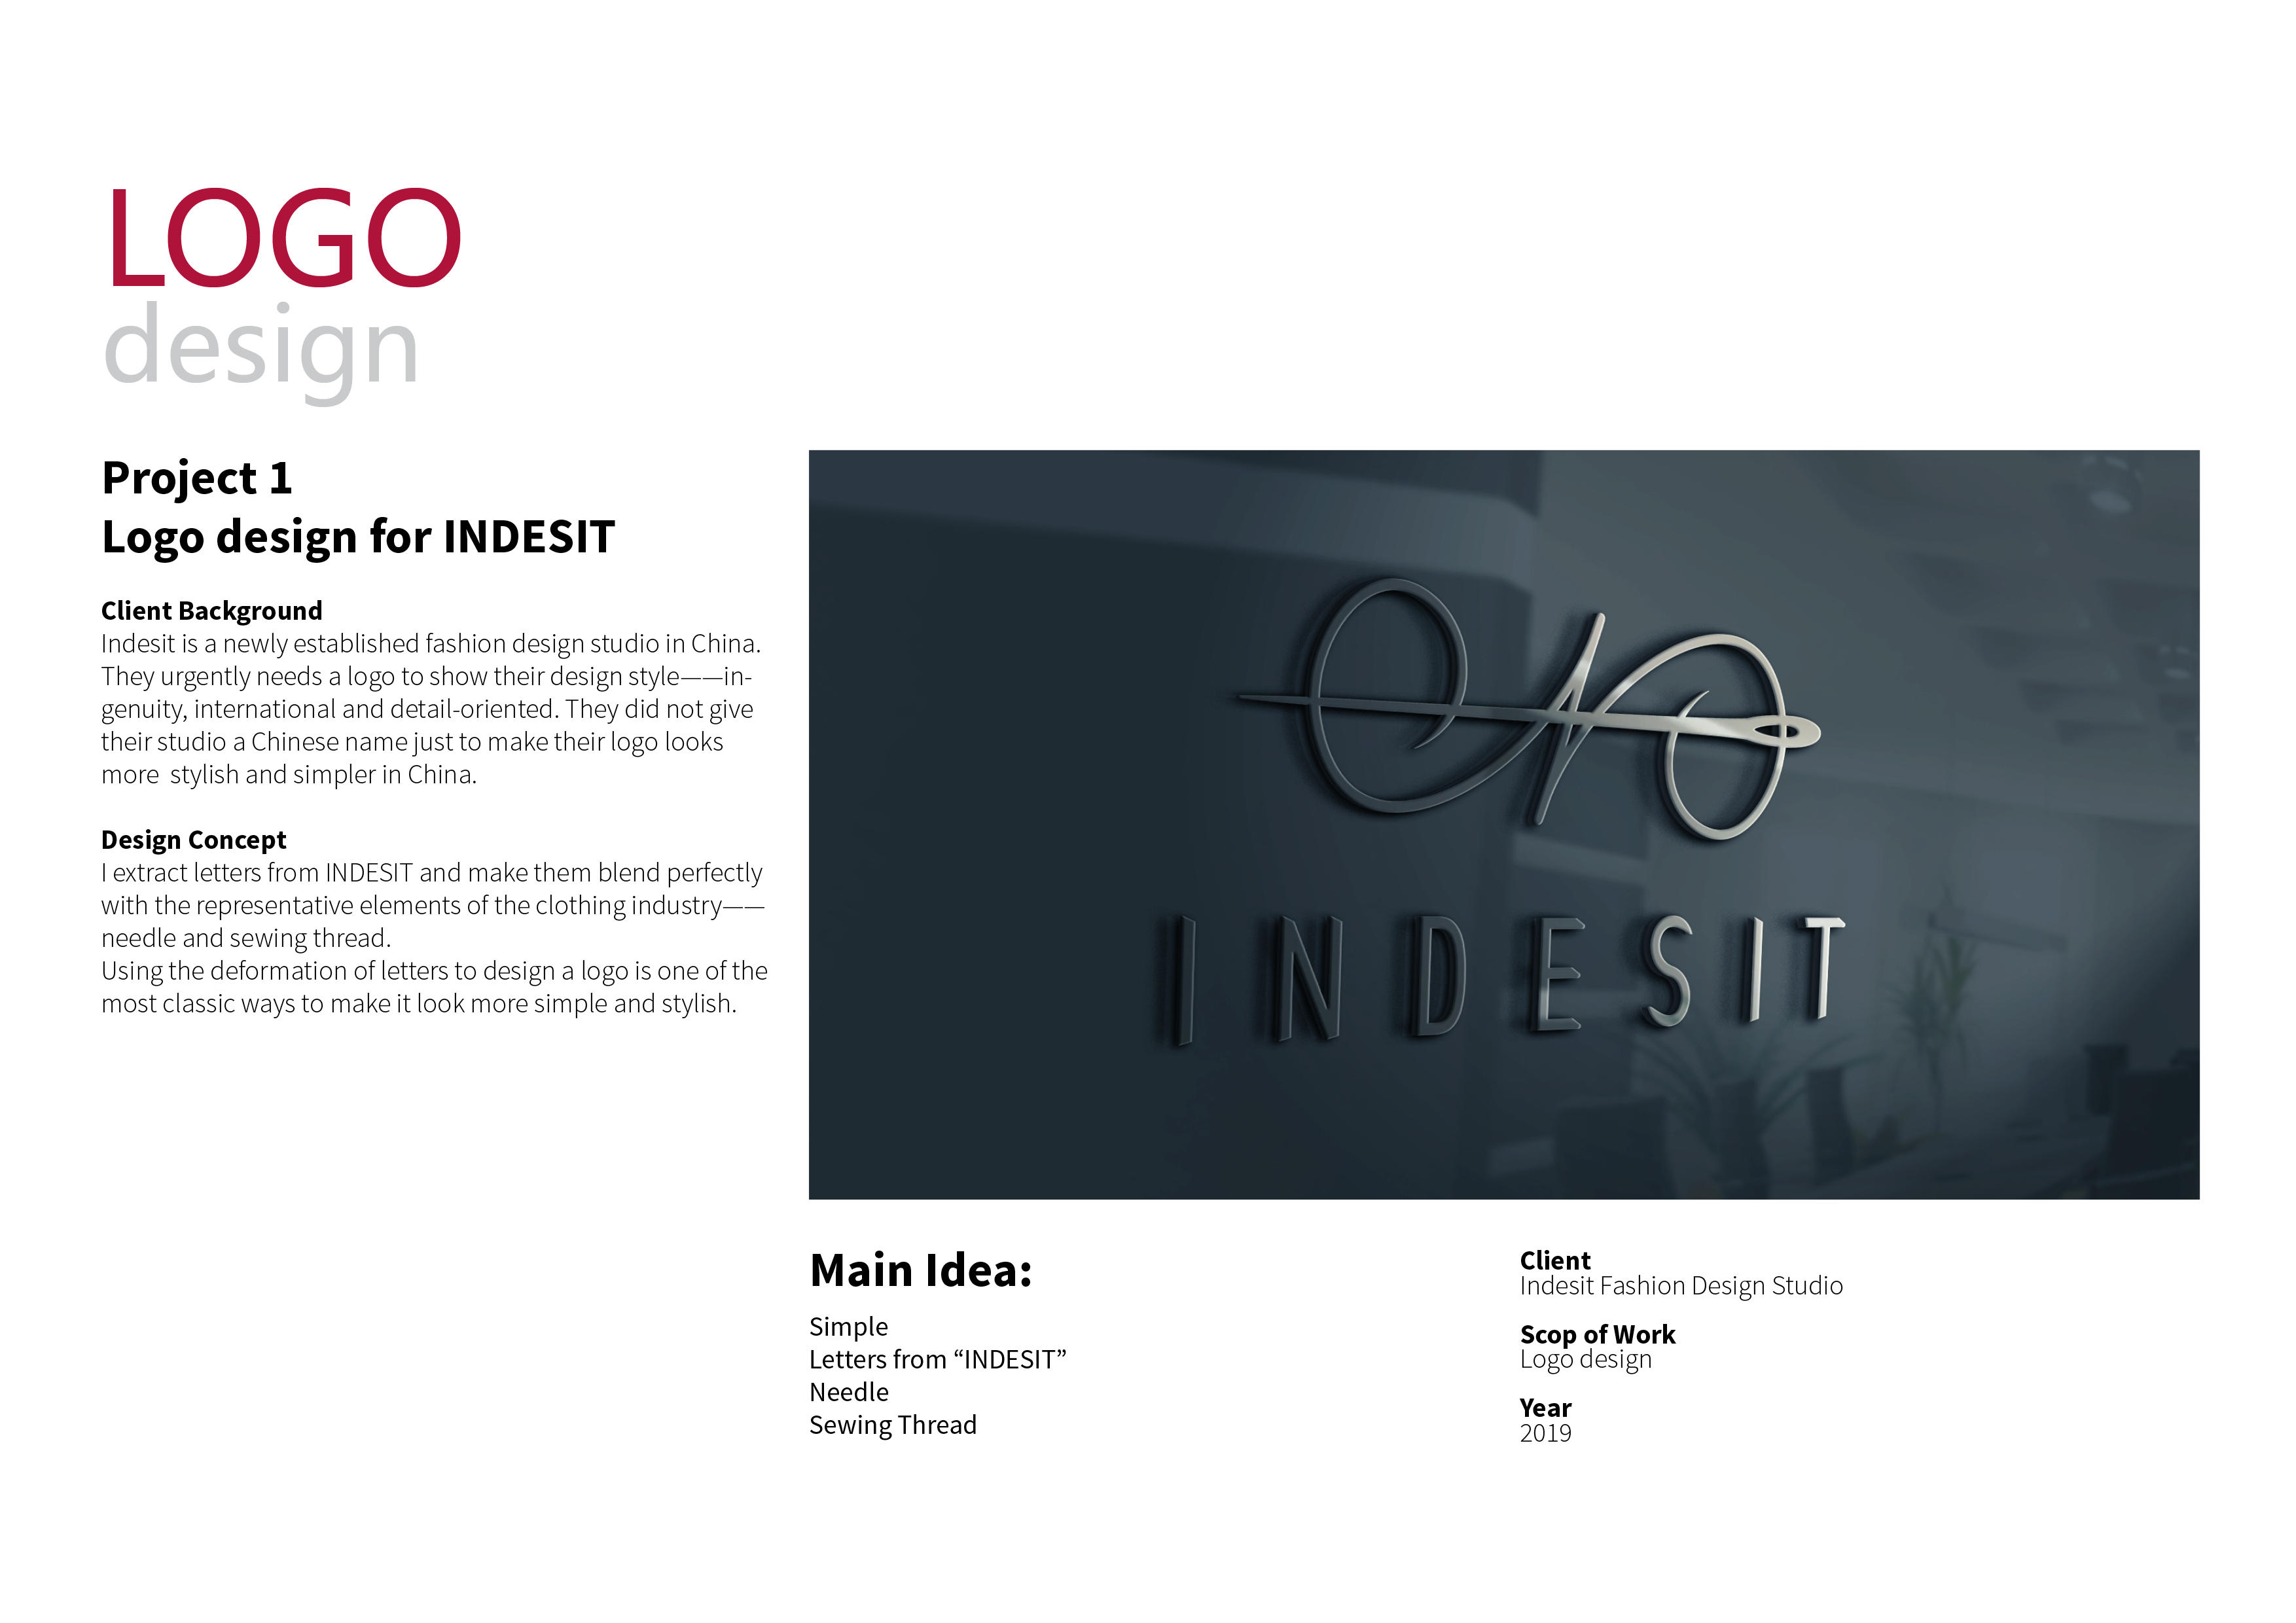 LOGO
design
Project 1
Logo design for INDESIT
Client Background
Indesit is a newly established fashion design studio in China.
They urgently needs a logo to show their design style——in-
genuity, international and detail-oriented. They did not give
their studio a Chinese name just to make their logo looks
more  stylish and simpler in China.
Design Concept
I extract letters from INDESIT and make them blend perfectly
with the representative elements of the clothing industry——
needle and sewing thread.
Using the deformation of letters to design a logo is one of the
most classic ways to make it look more simple and stylish.
INDESIT
Main Idea:
Simple
Letters from “INDESIT”
Needle
Sewing Thread
Client
Indesit Fashion Design Studio
Scop of Work
Logo design
Year
2019